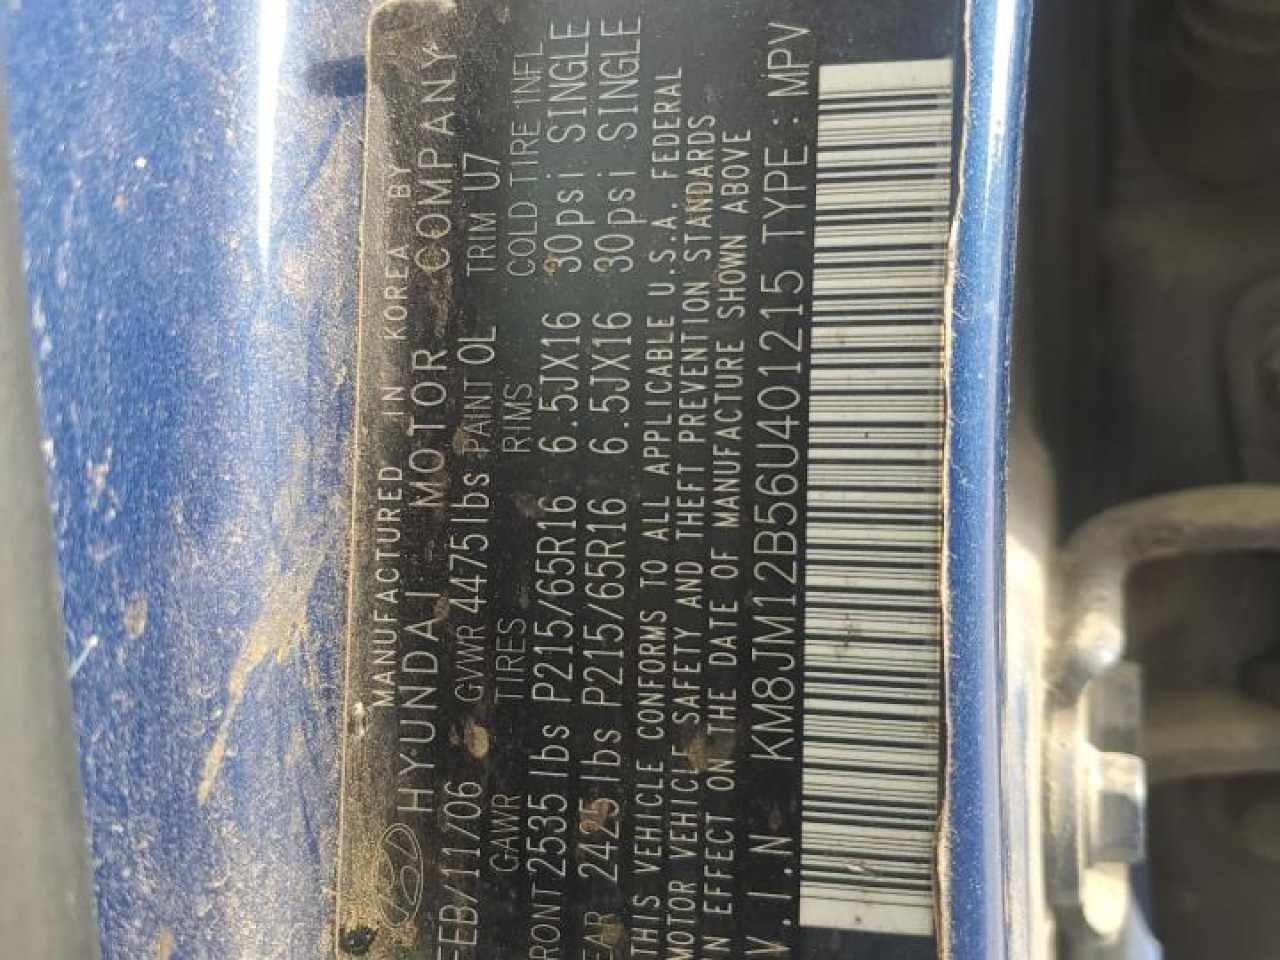 MANUFACTURED IN KOREA BY
HYUNDAI MOTOR COMPANY
FEB/11/06 GVWR 4475lbs PAINT OL TRIM U7
GAWR TIRES RIMS COLD TIRE INFL
FRONT 2535lbs P215/65R16 6.5JX16 30psi SINGLE
REAR 2425lbs P215/65R16 6.5JX16 30psi SINGLE
THIS VEHICLE CONFORMS TO ALL APPLICABLE U.S.A. FEDERAL
MOTOR VEHICLE SAFETY AND THEFT PREVENTION STANDARDS
IN EFFECT ON THE DATE OF MANUFACTURE SHOWN ABOVE
V.I.N KM8JM12B56U401215 TYPE : MPV